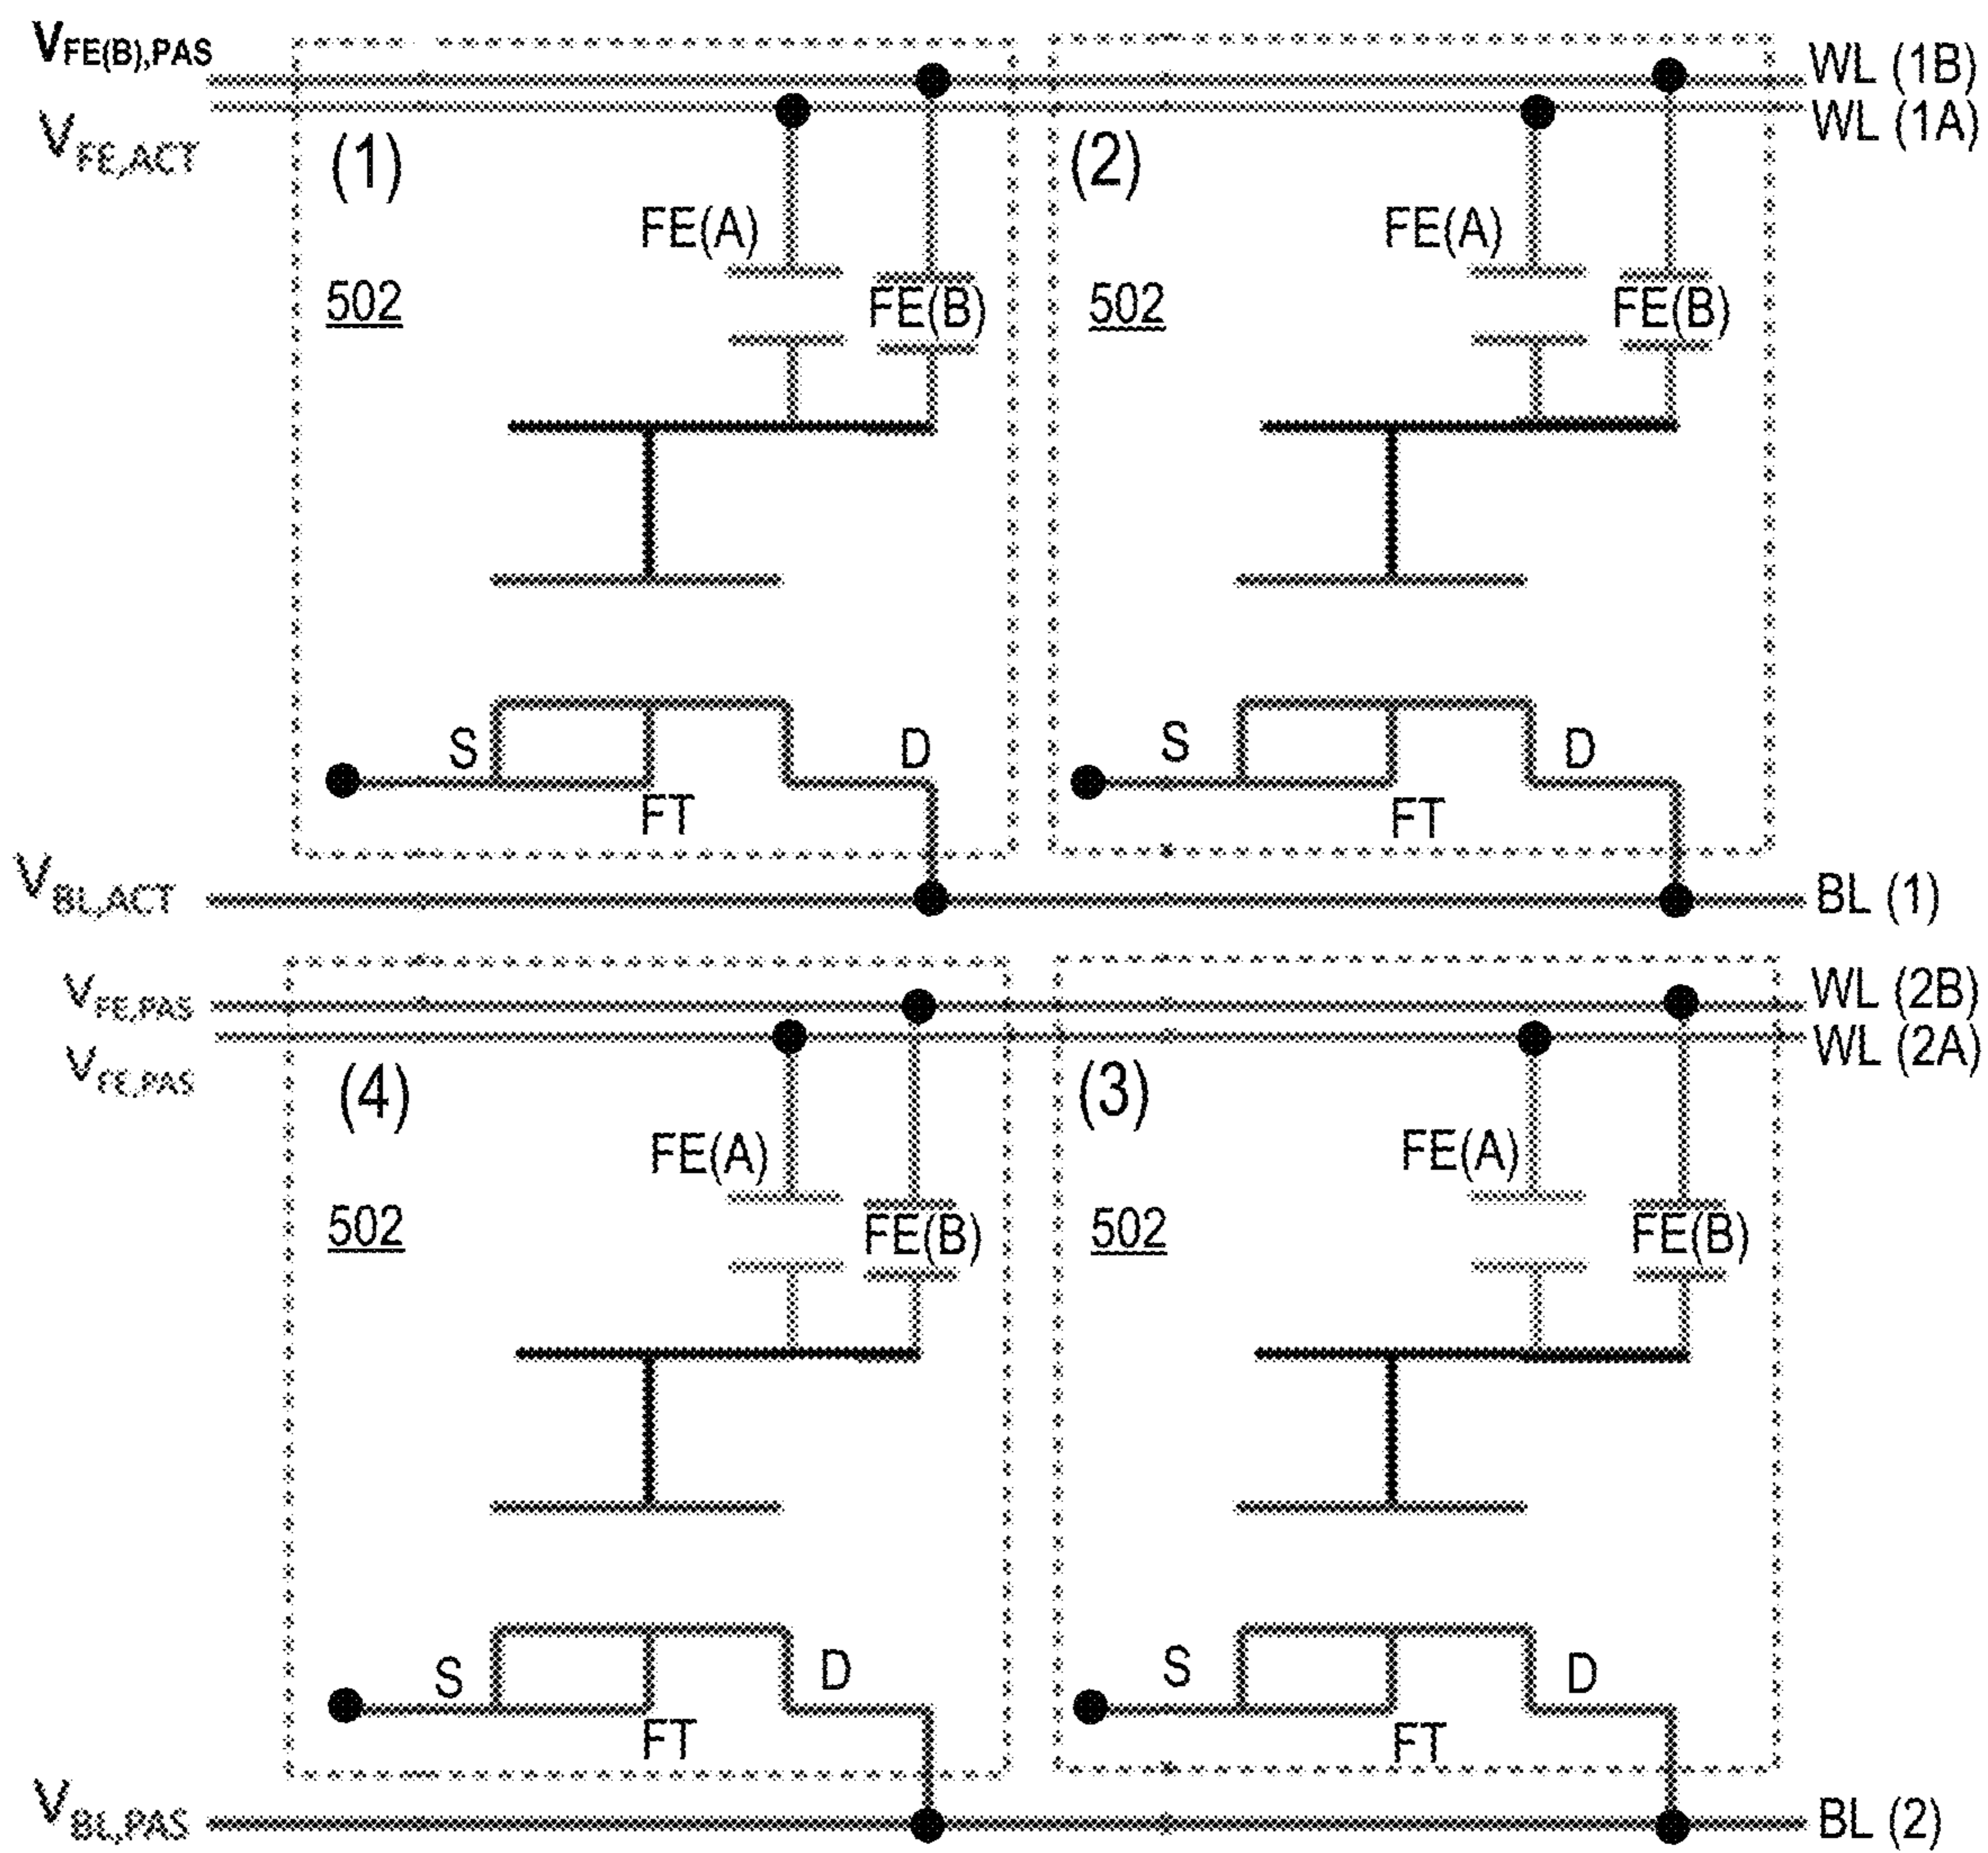 VFE(B),PAS WL (1B)
VFE,ACT WL (1A)
(1) (2)
FE(A) FE(A)
502 FE(B) 502 FE(B)
S D S D
FT FT
VBL,ACT BL (1)
VFE,PAS WL (2B)
VFE,PAS WL (2A)
(4) (3)
FE(A) FE(A)
502 FE(B) 502 FE(B)
S D S D
FT FT
VBL,PAS BL (2)